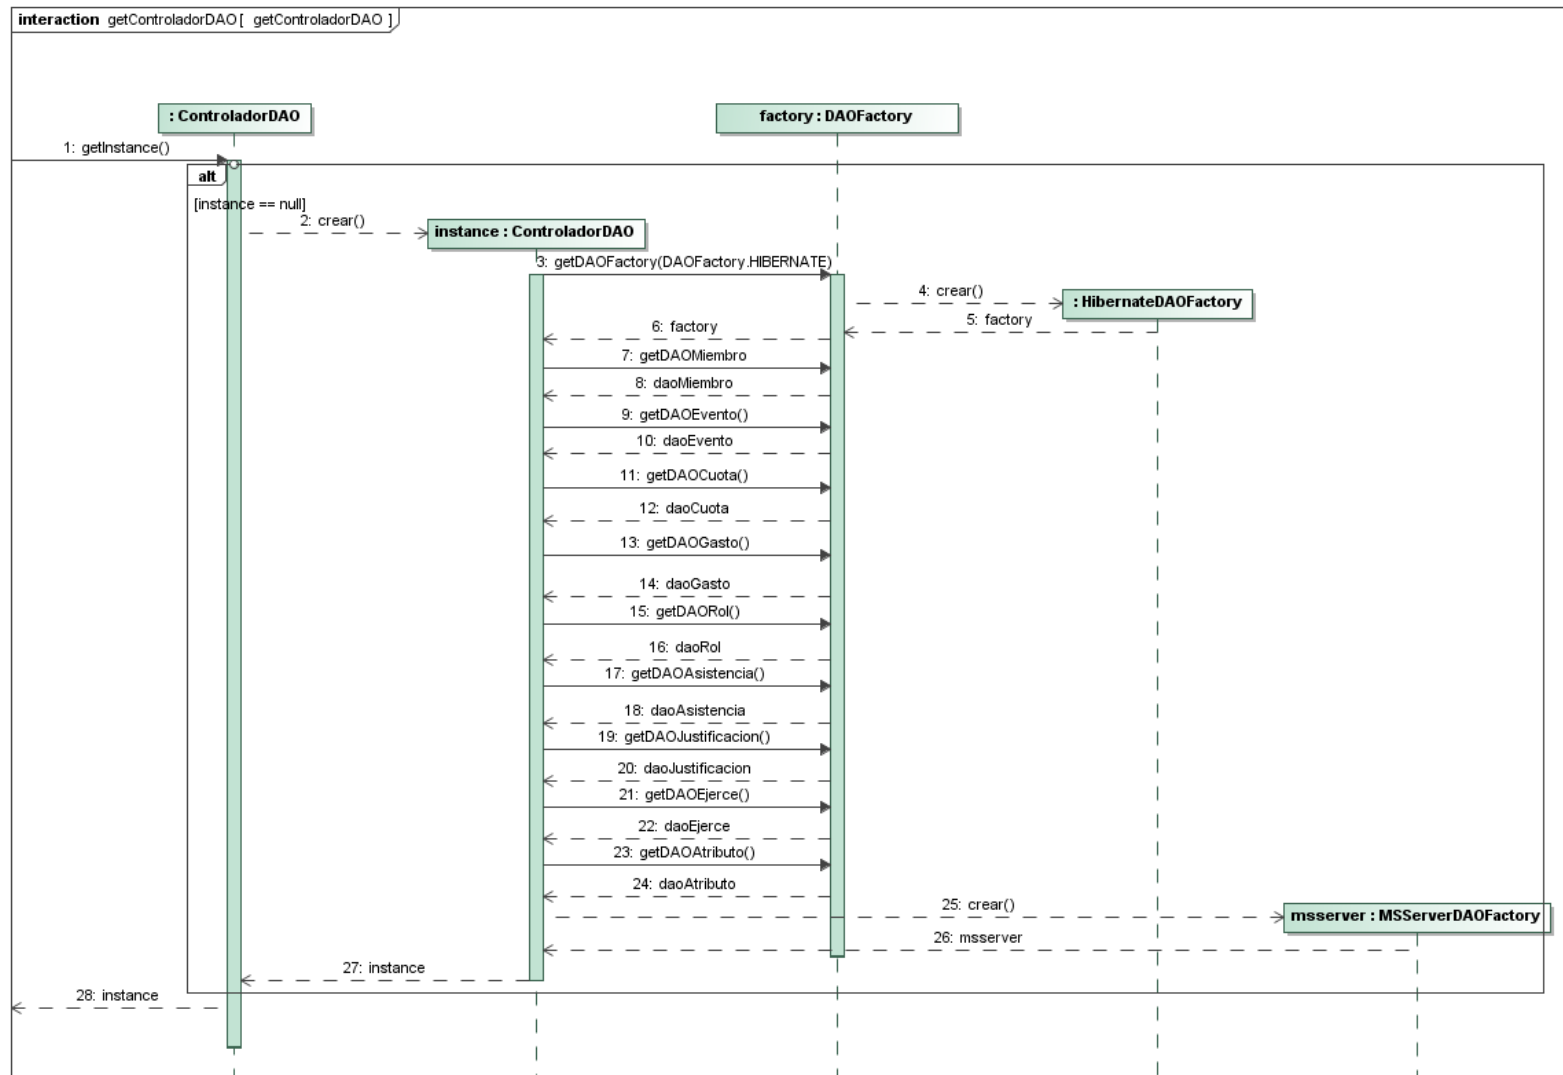 interaction getControladorDAO[ getControladorDAO ]
: ControladorDAO
factory : DAOFactory
1: getInstance()
alt
[instance == null]
2: crear()
instance : ControladorDAO
3: getDAOFactory(DAOFactory.HIBERNATE)
4: crear()
: HibernateDAOFactory
5: factory
6: factory
7: getDAOMiembro
8: daoMiembro
9: getDAOEvento()
10: daoEvento
11: getDAOCuota()
12: daoCuota
13: getDAOGasto()
14: daoGasto
15: getDAORol()
16: daoRol
17: getDAOAsistencia()
18: daoAsistencia
19: getDAOJustificacion()
20: daoJustificacion
21: getDAOEjerce()
22: daoEjerce
23: getDAOAtributo()
24: daoAtributo
25: crear()
msserver : MSServerDAOFactory
26: msserver
27: instance
28: instance